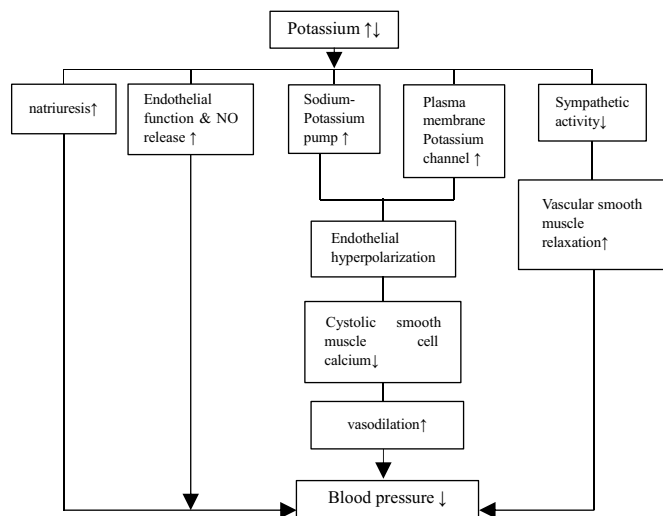 Potassium ↑↓
natriuresis↑
Endothelial
function & NO
release ↑
Sodium-
Potassium
pump ↑
Plasma
membrane
Potassium
channel ↑
Sympathetic
activity↓
Vascular smooth
muscle
relaxation↑
Endothelial
hyperpolarization
Cystolic smooth
muscle cell
calcium↓
vasodilation↑
Blood pressure ↓